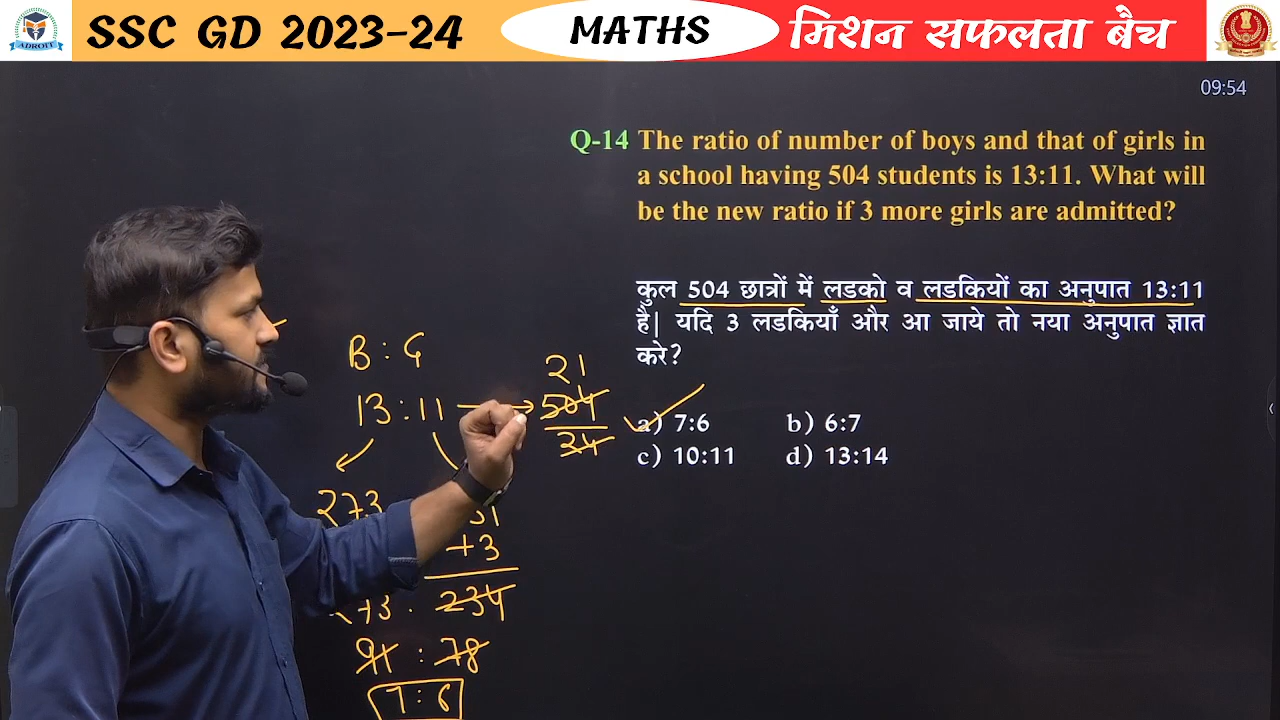 SSC GD 2023-24
MATHS
मिशन सफलता बैच
ADROIT
09:54
Q-14 The ratio of number of boys and that of girls in
a school having 504 students is 13:11. What will
be the new ratio if 3 more girls are admitted?
कुल 504 छात्रों में लडको व लडकियों का अनुपात 13:11
है| यदि 3 लडकियाँ और आ जाये तो नया अनुपात ज्ञात
करे?
a) 7:6 b) 6:7
c) 10:11 d) 13:14
B : G
13:11
21
504
24
273
31
+3
73 : 234
91 : 78
7:6